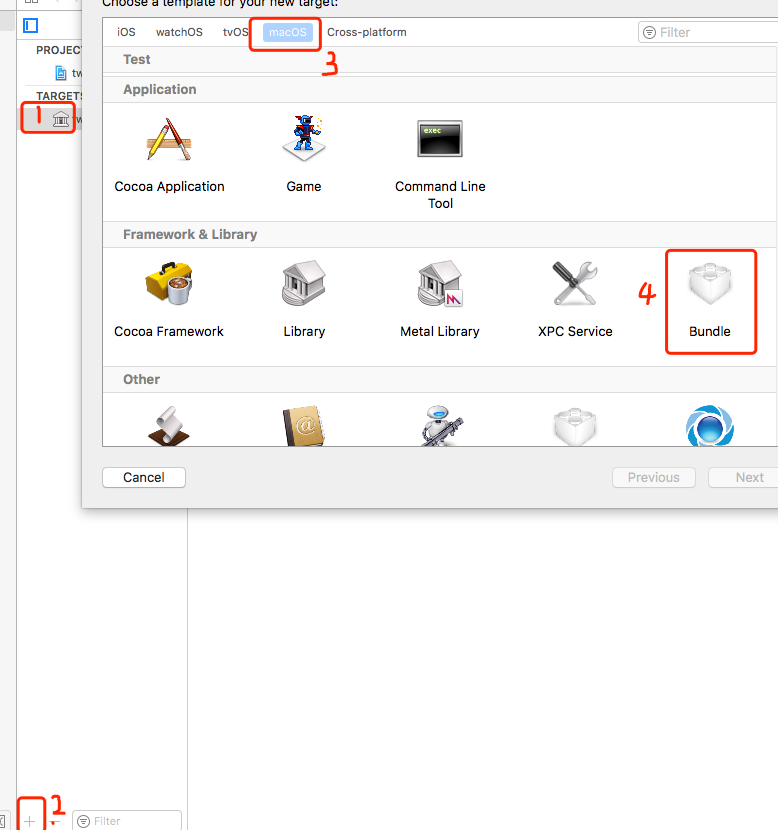 Choose a template for your new target:
iOS watchOS tvOS macOS Cross-platform
Filter
3
PROJEC
tw
Test
TARGETS
Application
1
tw
exec
Cocoa Application Game Command Line Tool
Framework & Library
4
Cocoa Framework Library Metal Library XPC Service Bundle
Other
@
Cancel Previous Next
2
Filter